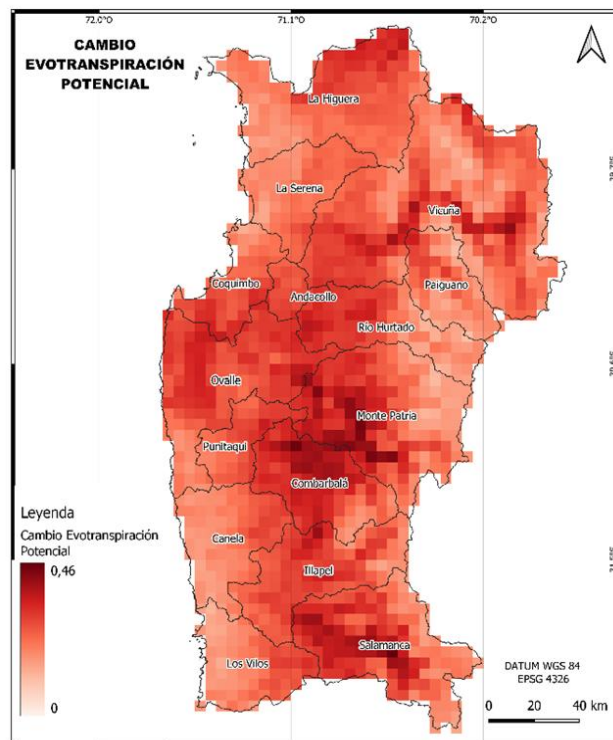 72.0°O
71.1°O
70.2°O
CAMBIO
EVOTRANSPIRACIÓN
POTENCIAL
La Higuera
La Serena
Vicuña
Coquimbo
Andacollo
Paiguano
Río Hurtado
Ovalle
Monte Patria
Punitaqui
Combarbalá
Leyenda
Cambio Evotranspiración
Potencial
0,46
0
Canela
Illapel
Salamanca
Los Vilos
DATUM WGS 84
EPSG 4326
0 20 40 km